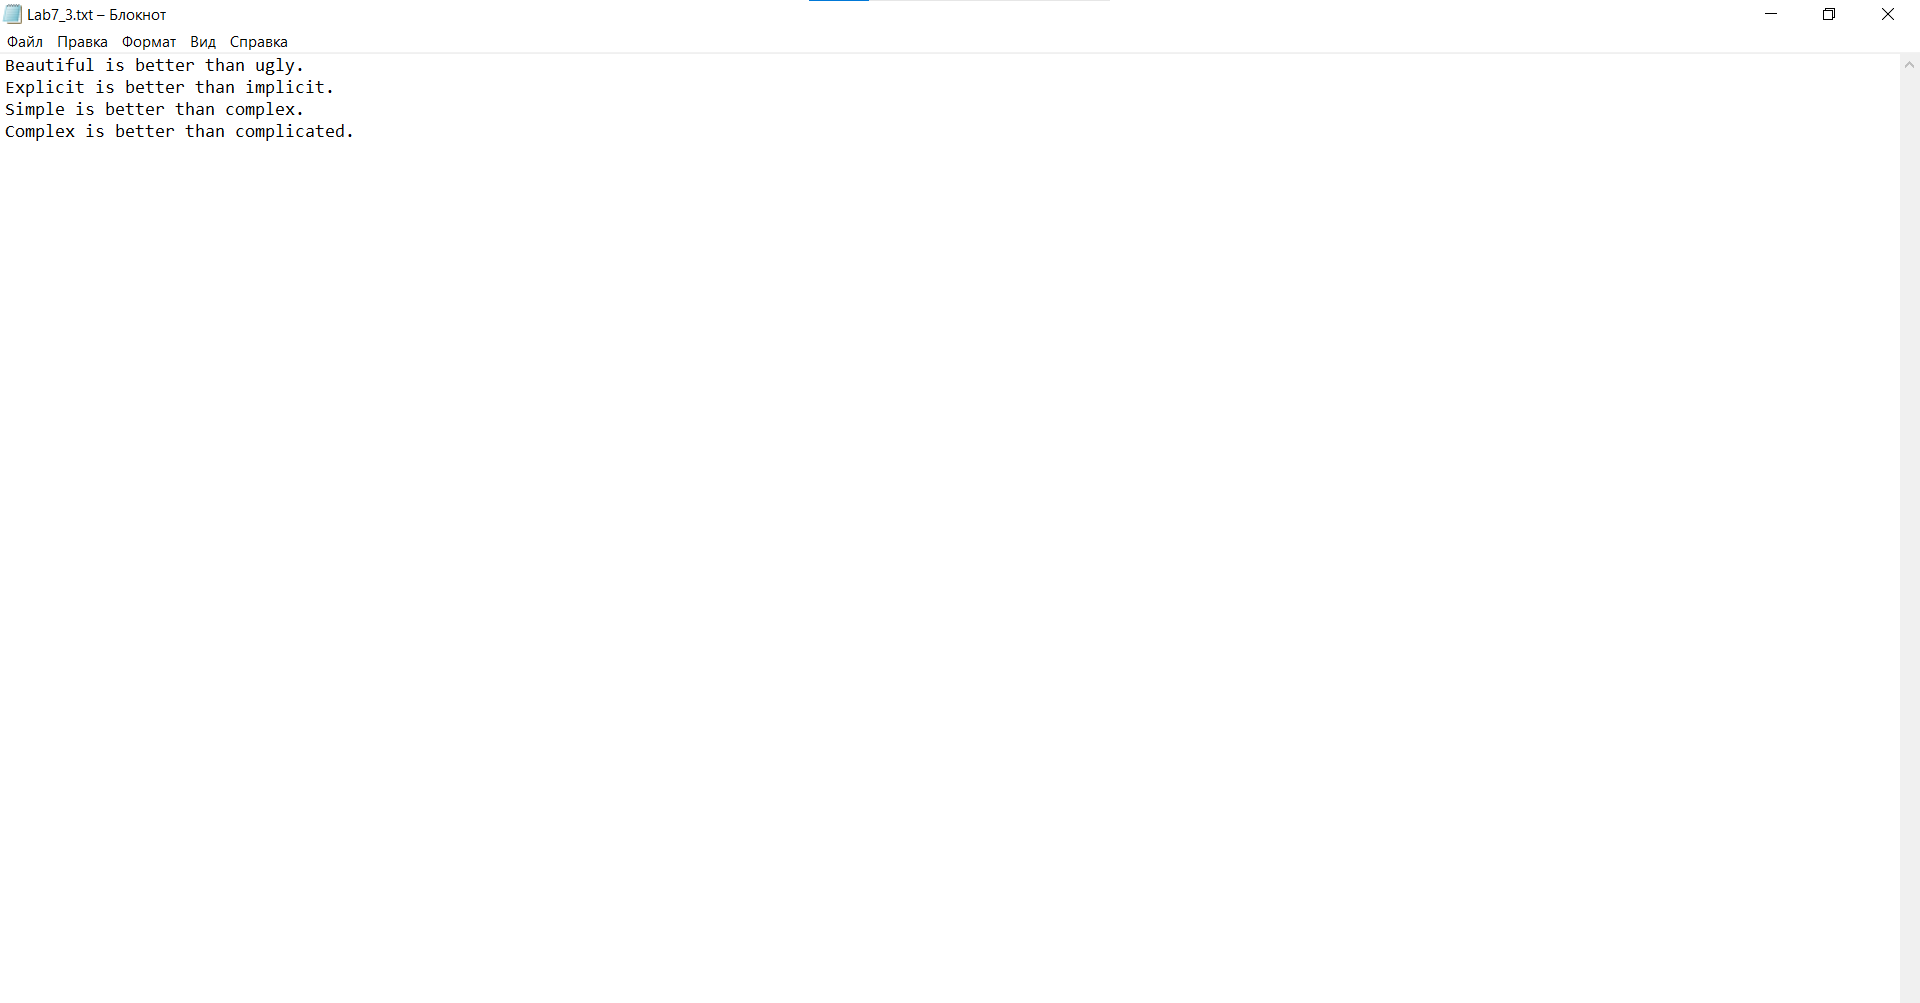 Lab7_3.txt – Блокнот
Файл Правка Формат Вид Справка
Beautiful is better than ugly.
Explicit is better than implicit.
Simple is better than complex.
Complex is better than complicated.